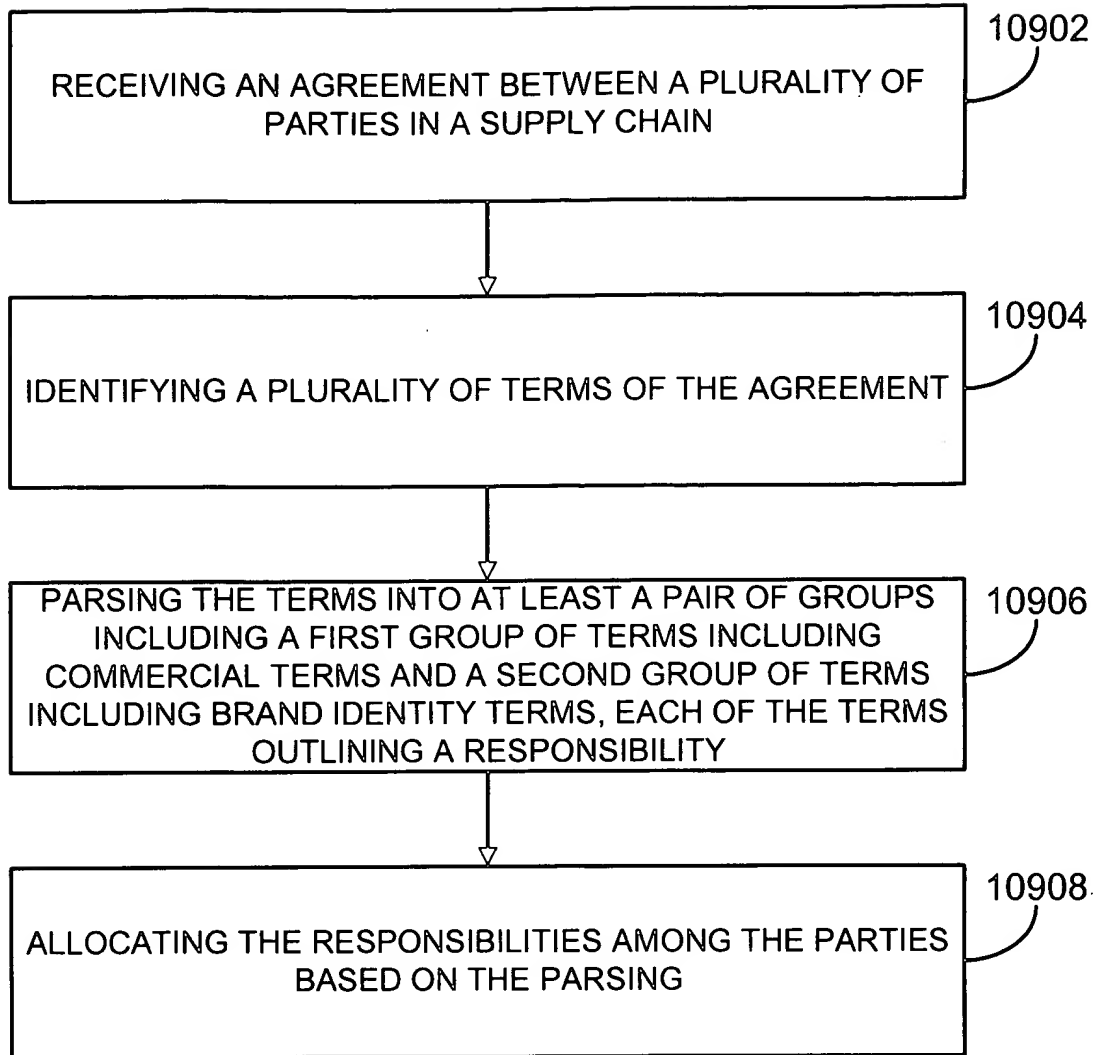 10902
RECEIVING AN AGREEMENT BETWEEN A PLURALITY OF
PARTIES IN A SUPPLY CHAIN
10904
IDENTIFYING A PLURALITY OF TERMS OF THE AGREEMENT
10906
PARSING THE TERMS INTO AT LEAST A PAIR OF GROUPS
INCLUDING A FIRST GROUP OF TERMS INCLUDING
COMMERCIAL TERMS AND A SECOND GROUP OF TERMS
INCLUDING BRAND IDENTITY TERMS, EACH OF THE TERMS
OUTLINING A RESPONSIBILITY
10908
ALLOCATING THE RESPONSIBILITIES AMONG THE PARTIES
BASED ON THE PARSING